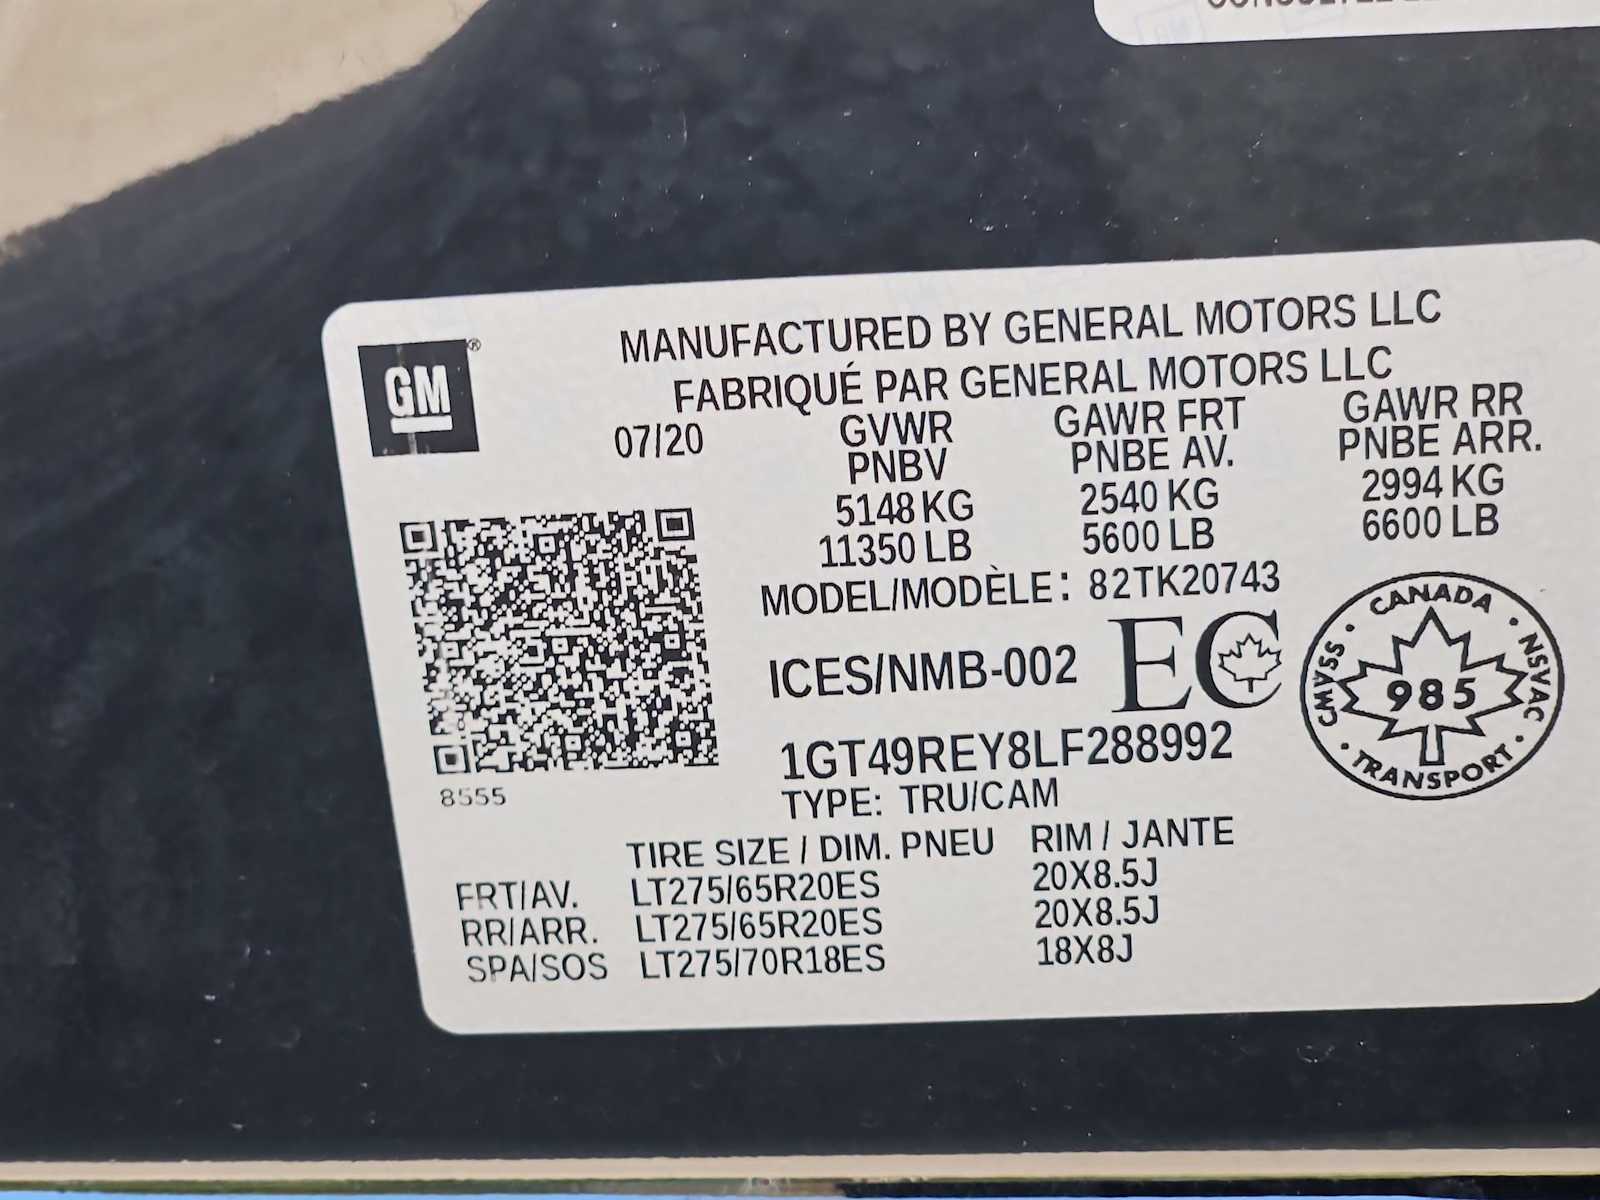 GM
®
MANUFACTURED BY GENERAL MOTORS LLC
FABRIQUÉ PAR GENERAL MOTORS LLC
07/20
GVWR GAWR FRT GAWR RR
PNBV PNBE AV. PNBE ARR.
5148 KG 2540 KG 2994 KG
11350 LB 5600 LB 6600 LB
MODEL/MODÈLE: 82TK20743
ICES/NMB-002 EC
CANADA
CMVSS · 985 · NSVAC
TRANSPORT
1GT49REY8LF288992
8555
TYPE: TRU/CAM
TIRE SIZE / DIM. PNEU RIM / JANTE
FRT/AV. LT275/65R20ES 20X8.5J
RR/ARR. LT275/65R20ES 20X8.5J
SPA/SOS LT275/70R18ES 18X8J